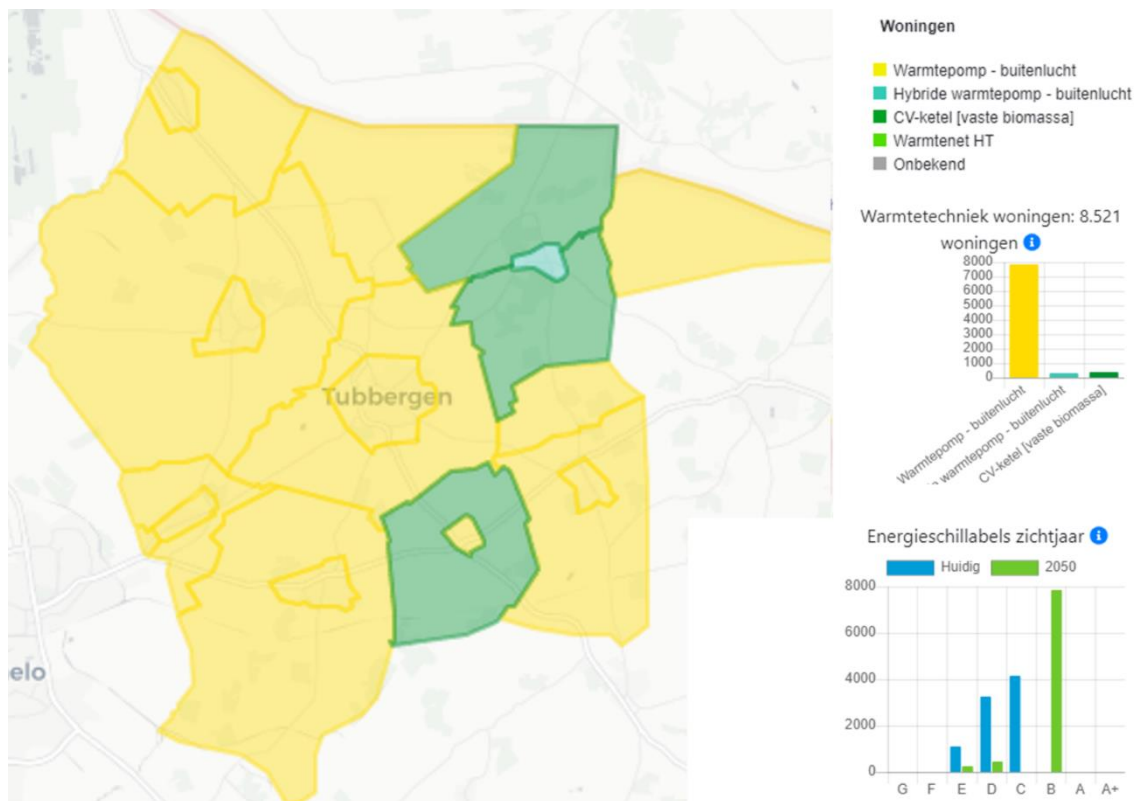 Woningen
Warmtepomp - buitenlucht
Hybride warmtepomp - buitenlucht
CV-ketel [vaste biomassa]
Warmtenet HT
Onbekend
Warmtetechniek woningen: 8.521
woningen
8000
7000
6000
5000
4000
3000
2000
1000
0
Warmtepomp - buitenlucht
warmtepomp - buitenlucht
CV-ketel [vaste biomassa]
Tubbergen
elo
Energieschillabels zichtjaar
Huidig 2050
8000
6000
4000
2000
0
G F E D C B A A+